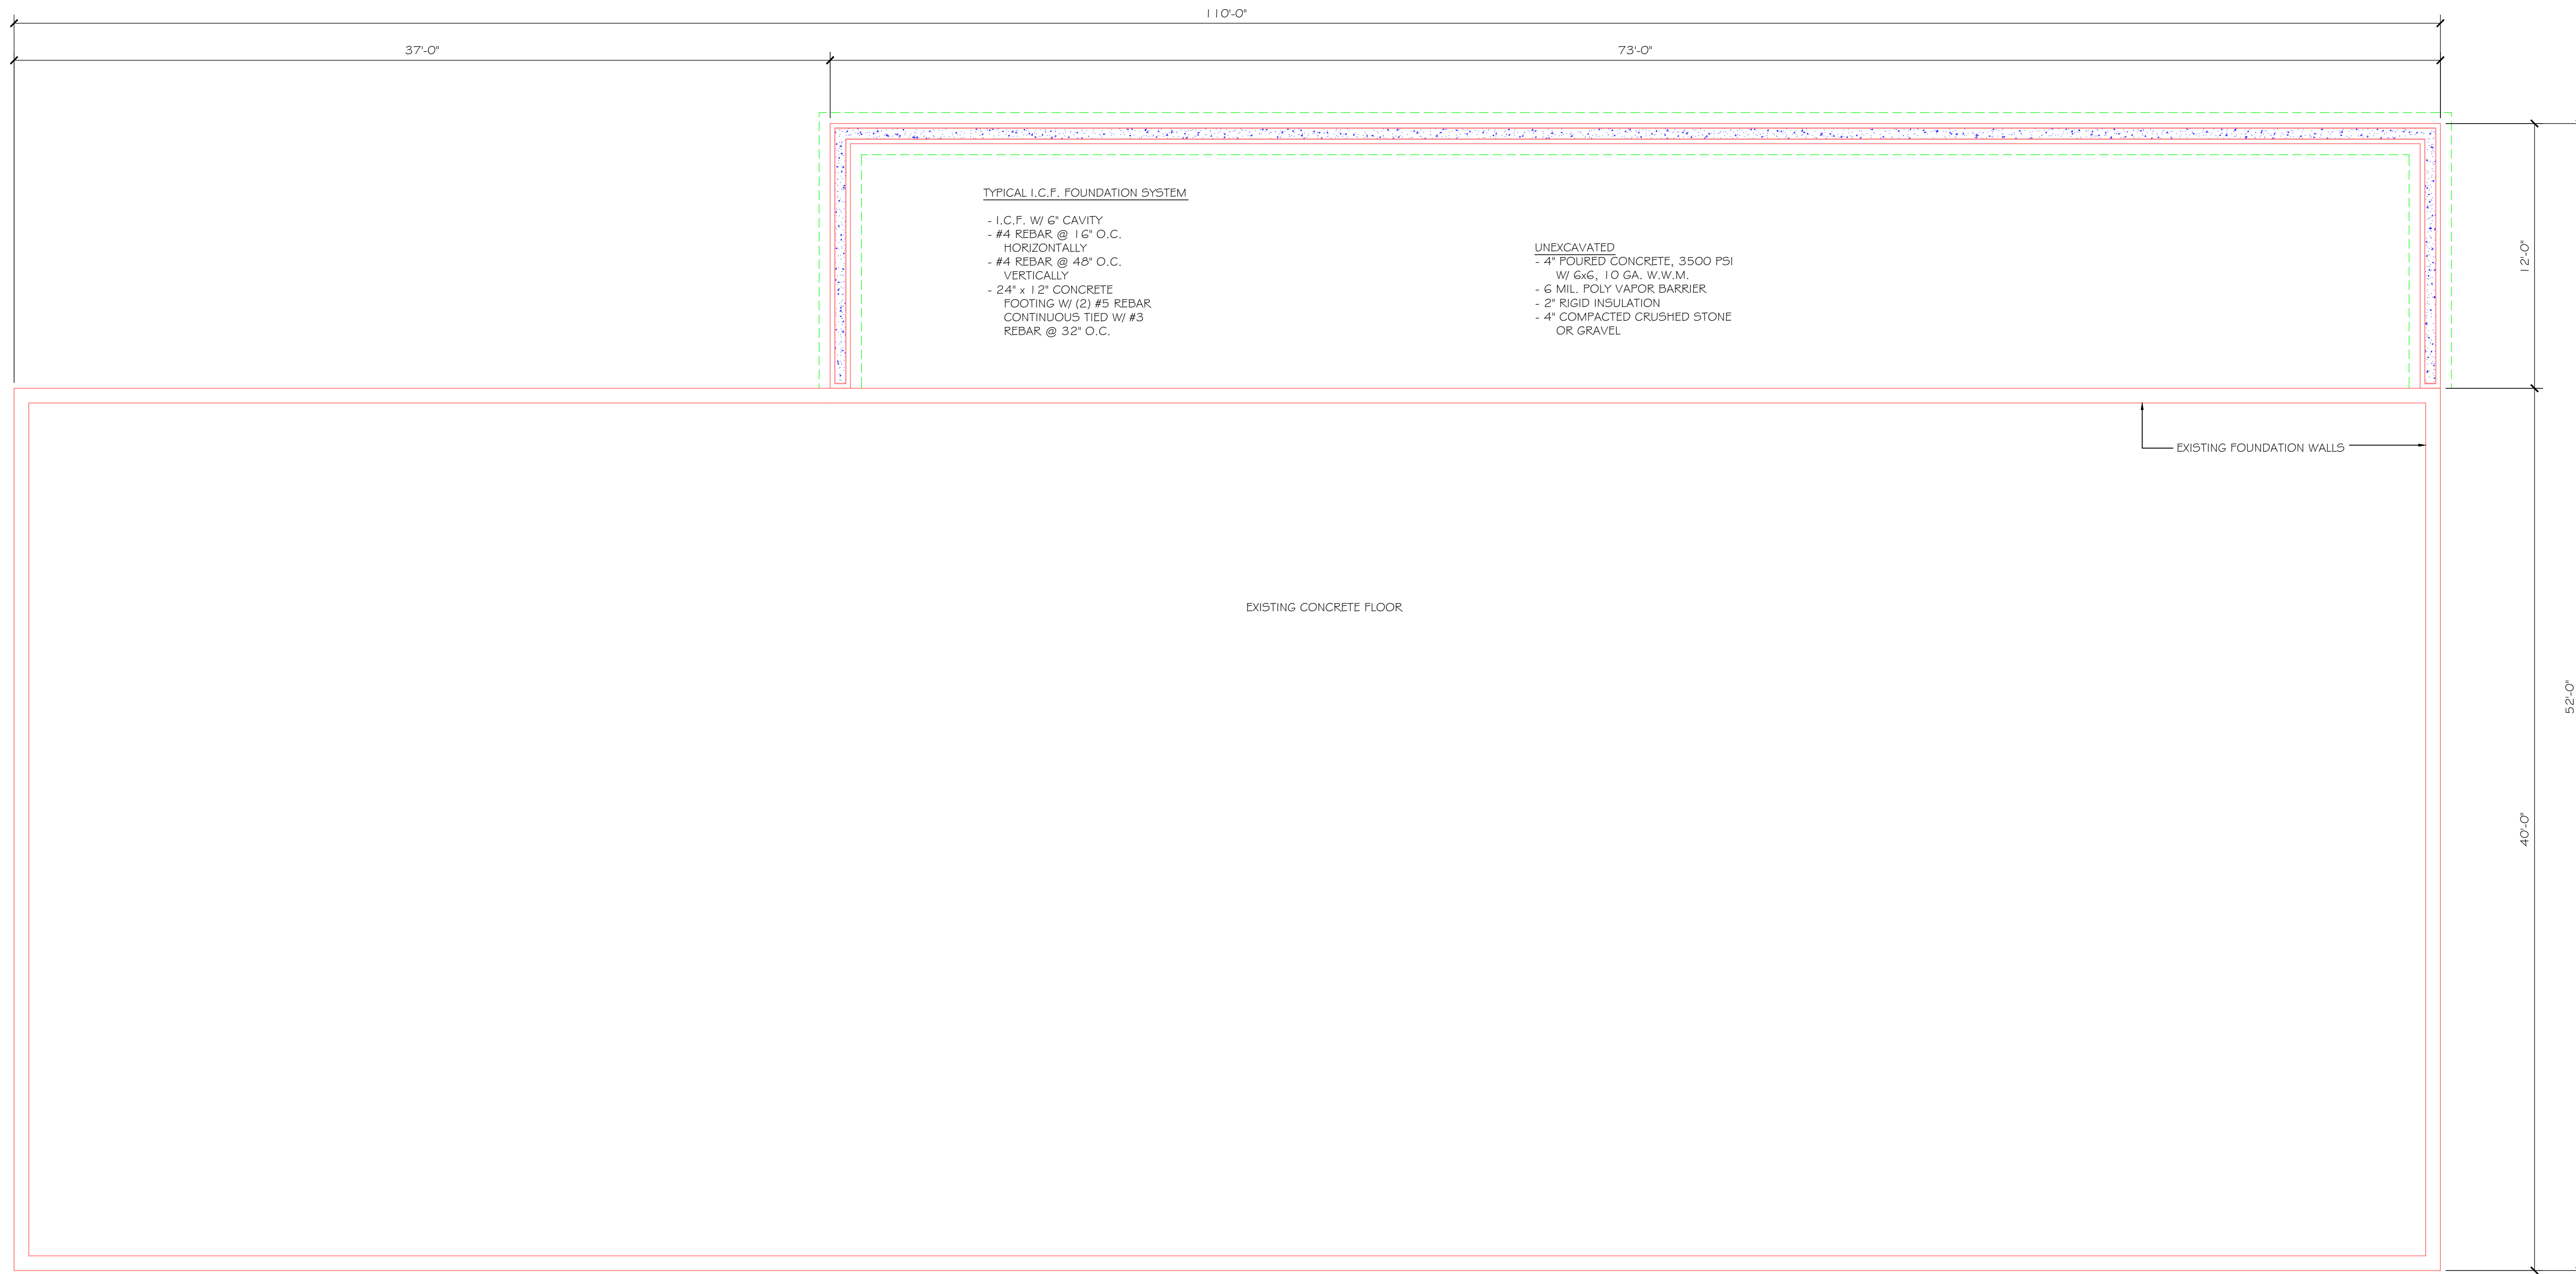 110'-0"
37'-0"
73'-0"
TYPICAL I.C.F. FOUNDATION SYSTEM
- I.C.F. W/ 6" CAVITY
- #4 REBAR @ 16" O.C.
HORIZONTALLY
- #4 REBAR @ 48" O.C.
VERTICALLY
- 24" x 12" CONCRETE
FOOTING W/ (2) #5 REBAR
CONTINUOUS TIED W/ #3
REBAR @ 32" O.C.
UNEXCAVATED
- 4" POURED CONCRETE, 3500 PSI
W/ 6x6, 10 GA. W.W.M.
- 6 MIL. POLY VAPOR BARRIER
- 2" RIGID INSULATION
- 4" COMPACTED CRUSHED STONE
OR GRAVEL
12'-0"
EXISTING FOUNDATION WALLS
EXISTING CONCRETE FLOOR
52'-0"
40'-0"